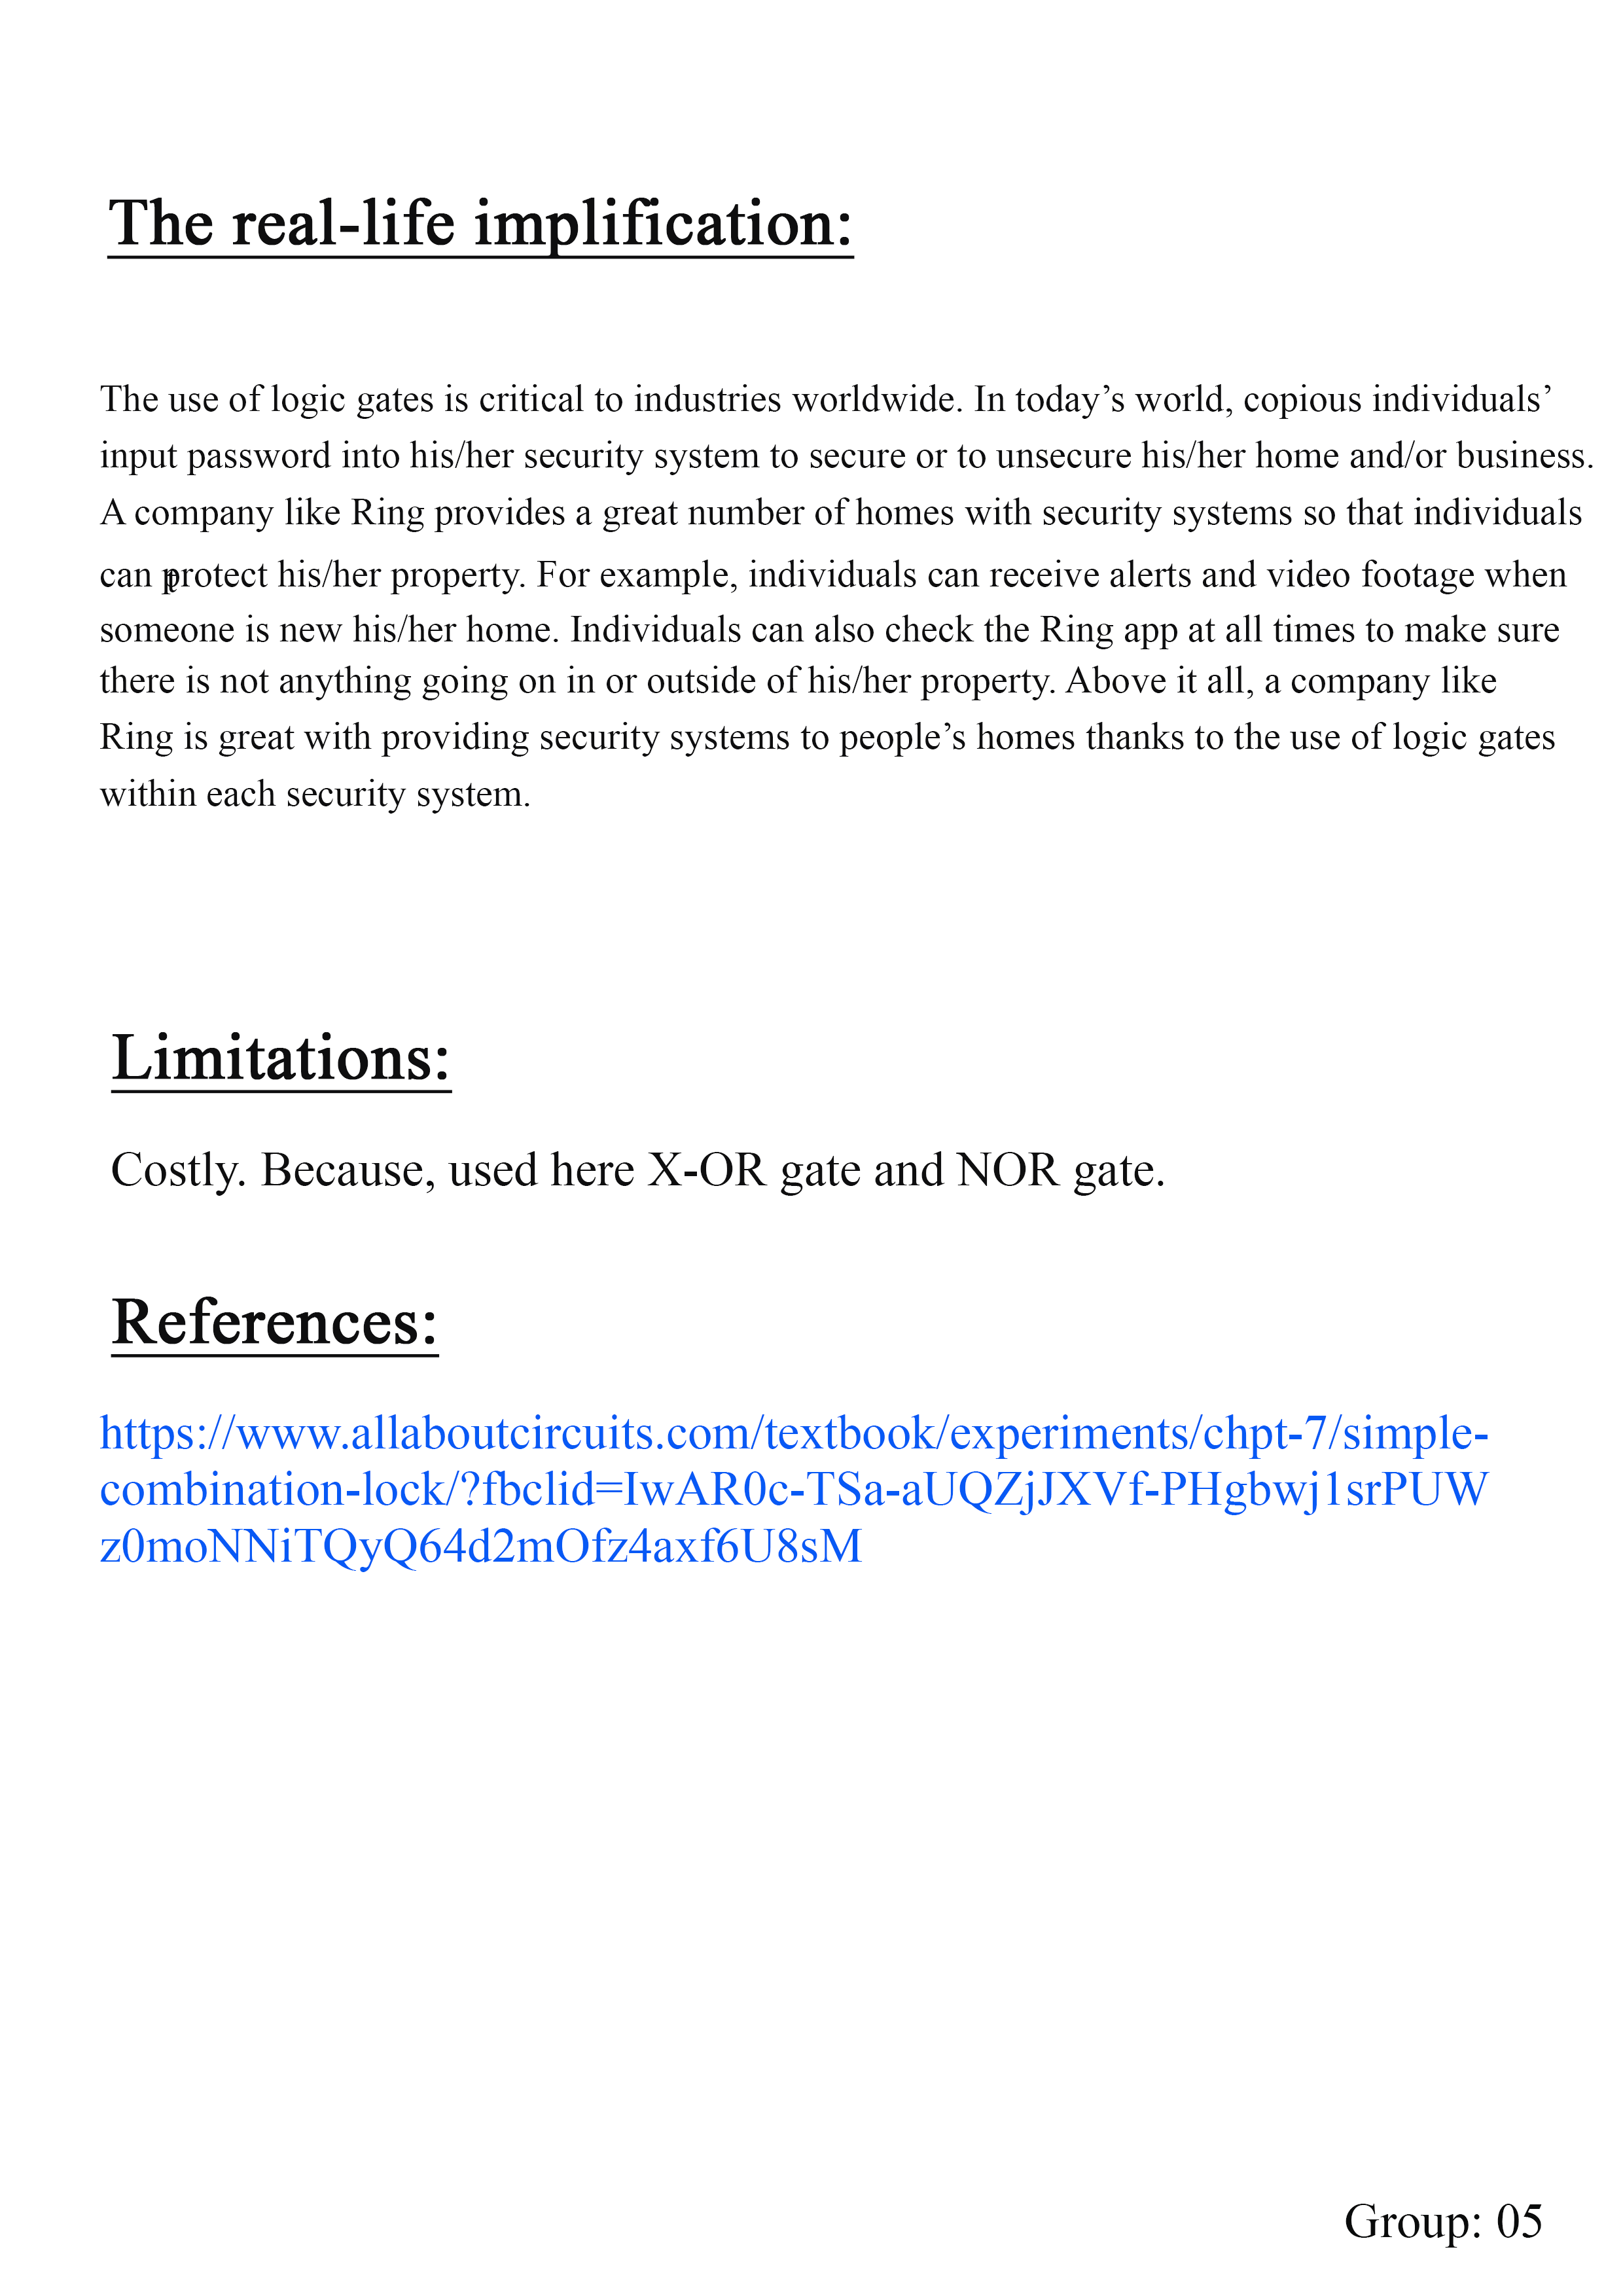 The real-life implification:
The use of logic gates is critical to industries worldwide. In today’s world, copious individuals’
input password into his/her security system to secure or to unsecure his/her home and/or business.
A company like Ring provides a great number of homes with security systems so that individuals
can protect his/her property. For example, individuals can receive alerts and video footage when
someone is new his/her home. Individuals can also check the Ring app at all times to make sure
there is not anything going on in or outside of his/her property. Above it all, a company like
Ring is great with providing security systems to people’s homes thanks to the use of logic gates
within each security system.
Limitations:
Costly. Because, used here X-OR gate and NOR gate.
References:
https://www.allaboutcircuits.com/textbook/experiments/chpt-7/simple-
combination-lock/?fbclid=IwAR0c-TSa-aUQZjJXVf-PHgbwj1srPUW
z0moNNiTQyQ64d2mOfz4axf6U8sM
Group: 05